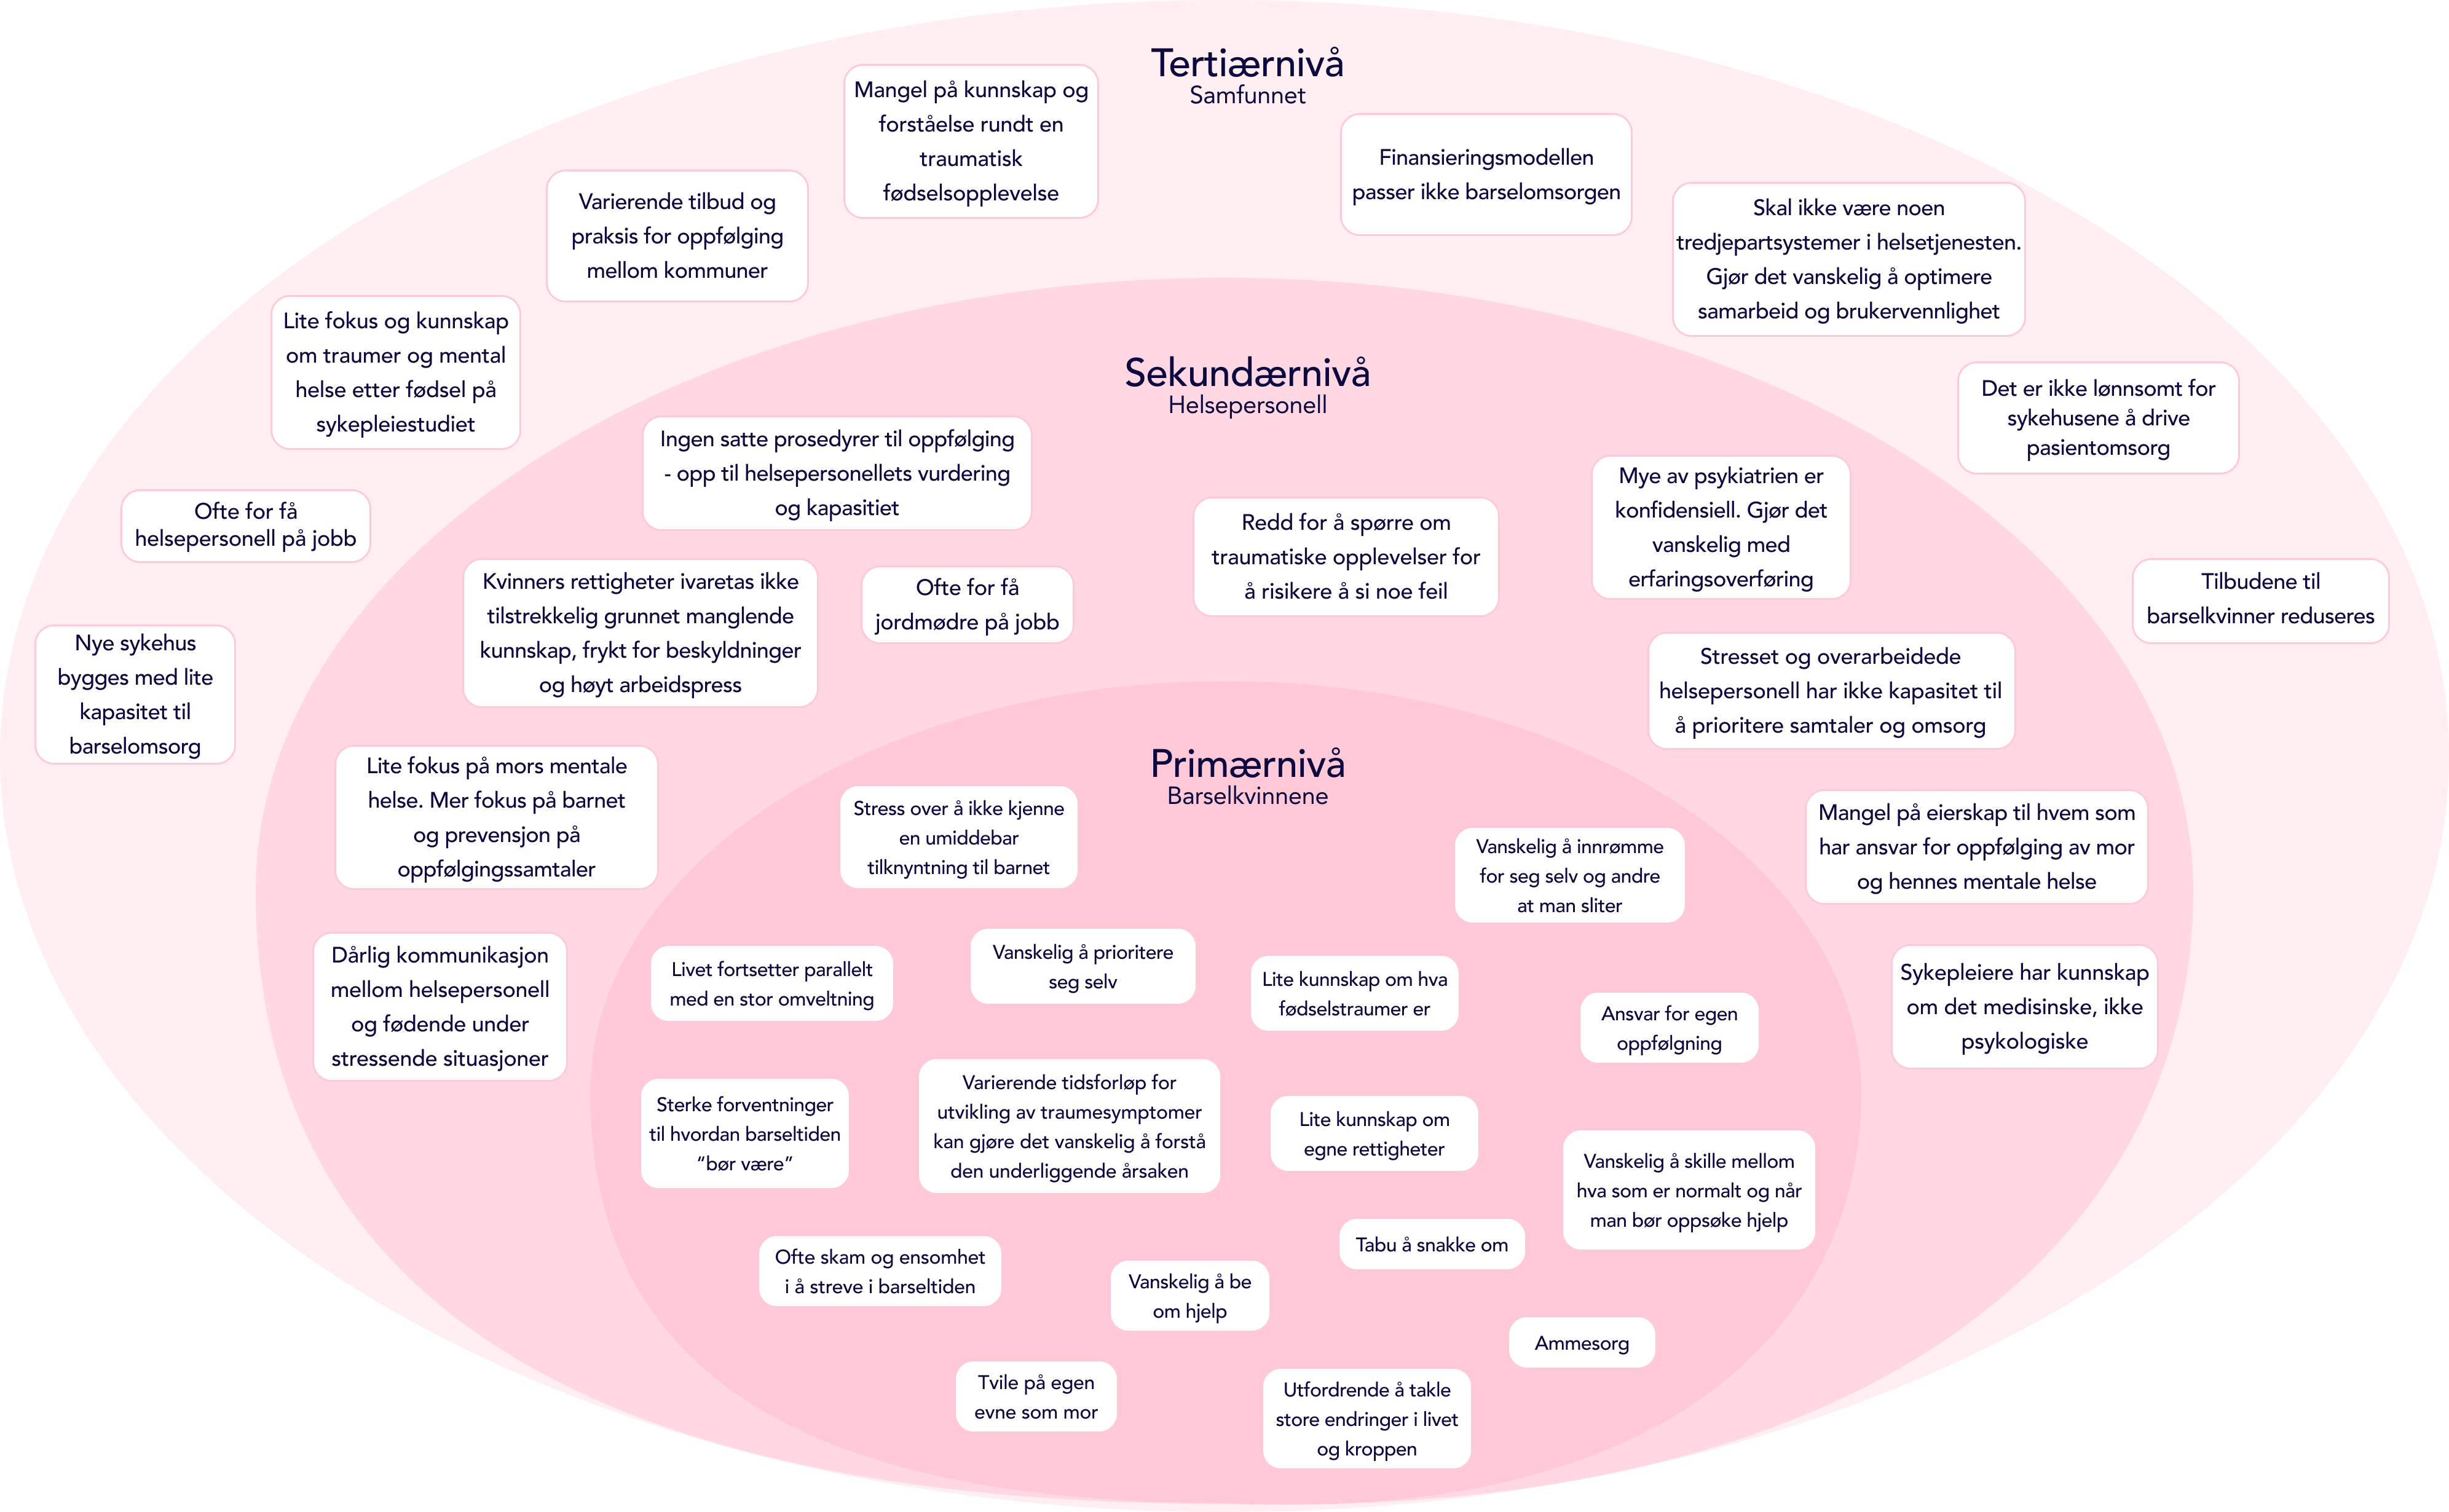 Tertiærnivå
Samfunnet
Mangel på kunnskap og
forståelse rundt en
traumatisk
fødselsopplevelse
Finansieringsmodellen
passer ikke barselomsorgen
Varierende tilbud og
praksis for oppfølging
mellom kommuner
Skal ikke være noen
tredjepartsystemer i helsetjenesten.
Gjør det vanskelig å optimere
samarbeid og brukervennlighet
Lite fokus og kunnskap
om traumer og mental
helse etter fødsel på
sykepleiestudiet
Det er ikke lønnsomt for
sykehusene å drive
pasientomsorg
Ofte for få
helsepersonell på jobb
Tilbudene til
barselkvinner reduseres
Nye sykehus
bygges med lite
kapasitet til
barselomsorg
Sekundærnivå
Helsepersonell
Ingen satte prosedyrer til oppfølging
- opp til helsepersonellets vurdering
og kapasitiet
Redd for å spørre om
traumatiske opplevelser for
å risikere å si noe feil
Mye av psykiatrien er
konfidensiell. Gjør det
vanskelig med
erfaringsoverføring
Kvinners rettigheter ivaretas ikke
tilstrekkelig grunnet manglende
kunnskap, frykt for beskyldninger
og høyt arbeidspress
Ofte for få
jordmødre på jobb
Stresset og overarbeidede
helsepersonell har ikke kapasitet til
å prioritere samtaler og omsorg
Lite fokus på mors mentale
helse. Mer fokus på barnet
og prevensjon på
oppfølgingssamtaler
Mangel på eierskap til hvem som
har ansvar for oppfølging av mor
og hennes mentale helse
Dårlig kommunikasjon
mellom helsepersonell
og fødende under
stressende situasjoner
Sykepleiere har kunnskap
om det medisinske, ikke
psykologiske
Primærnivå
Barselkvinnene
Stress over å ikke kjenne
en umiddebar
tilknyntning til barnet
Vanskelig å innrømme
for seg selv og andre
at man sliter
Livet fortsetter parallelt
med en stor omveltning
Vanskelig å prioritere
seg selv
Lite kunnskap om hva
fødselstraumer er
Ansvar for egen
oppfølgning
Sterke forventninger
til hvordan barseltiden
“bør være”
Varierende tidsforløp for
utvikling av traumesymptomer
kan gjøre det vanskelig å forstå
den underliggende årsaken
Lite kunnskap om
egne rettigheter
Vanskelig å skille mellom
hva som er normalt og når
man bør oppsøke hjelp
Ofte skam og ensomhet
i å streve i barseltiden
Vanskelig å be
om hjelp
Tabu å snakke om
Ammesorg
Tvile på egen
evne som mor
Utfordrende å takle
store endringer i livet
og kroppen